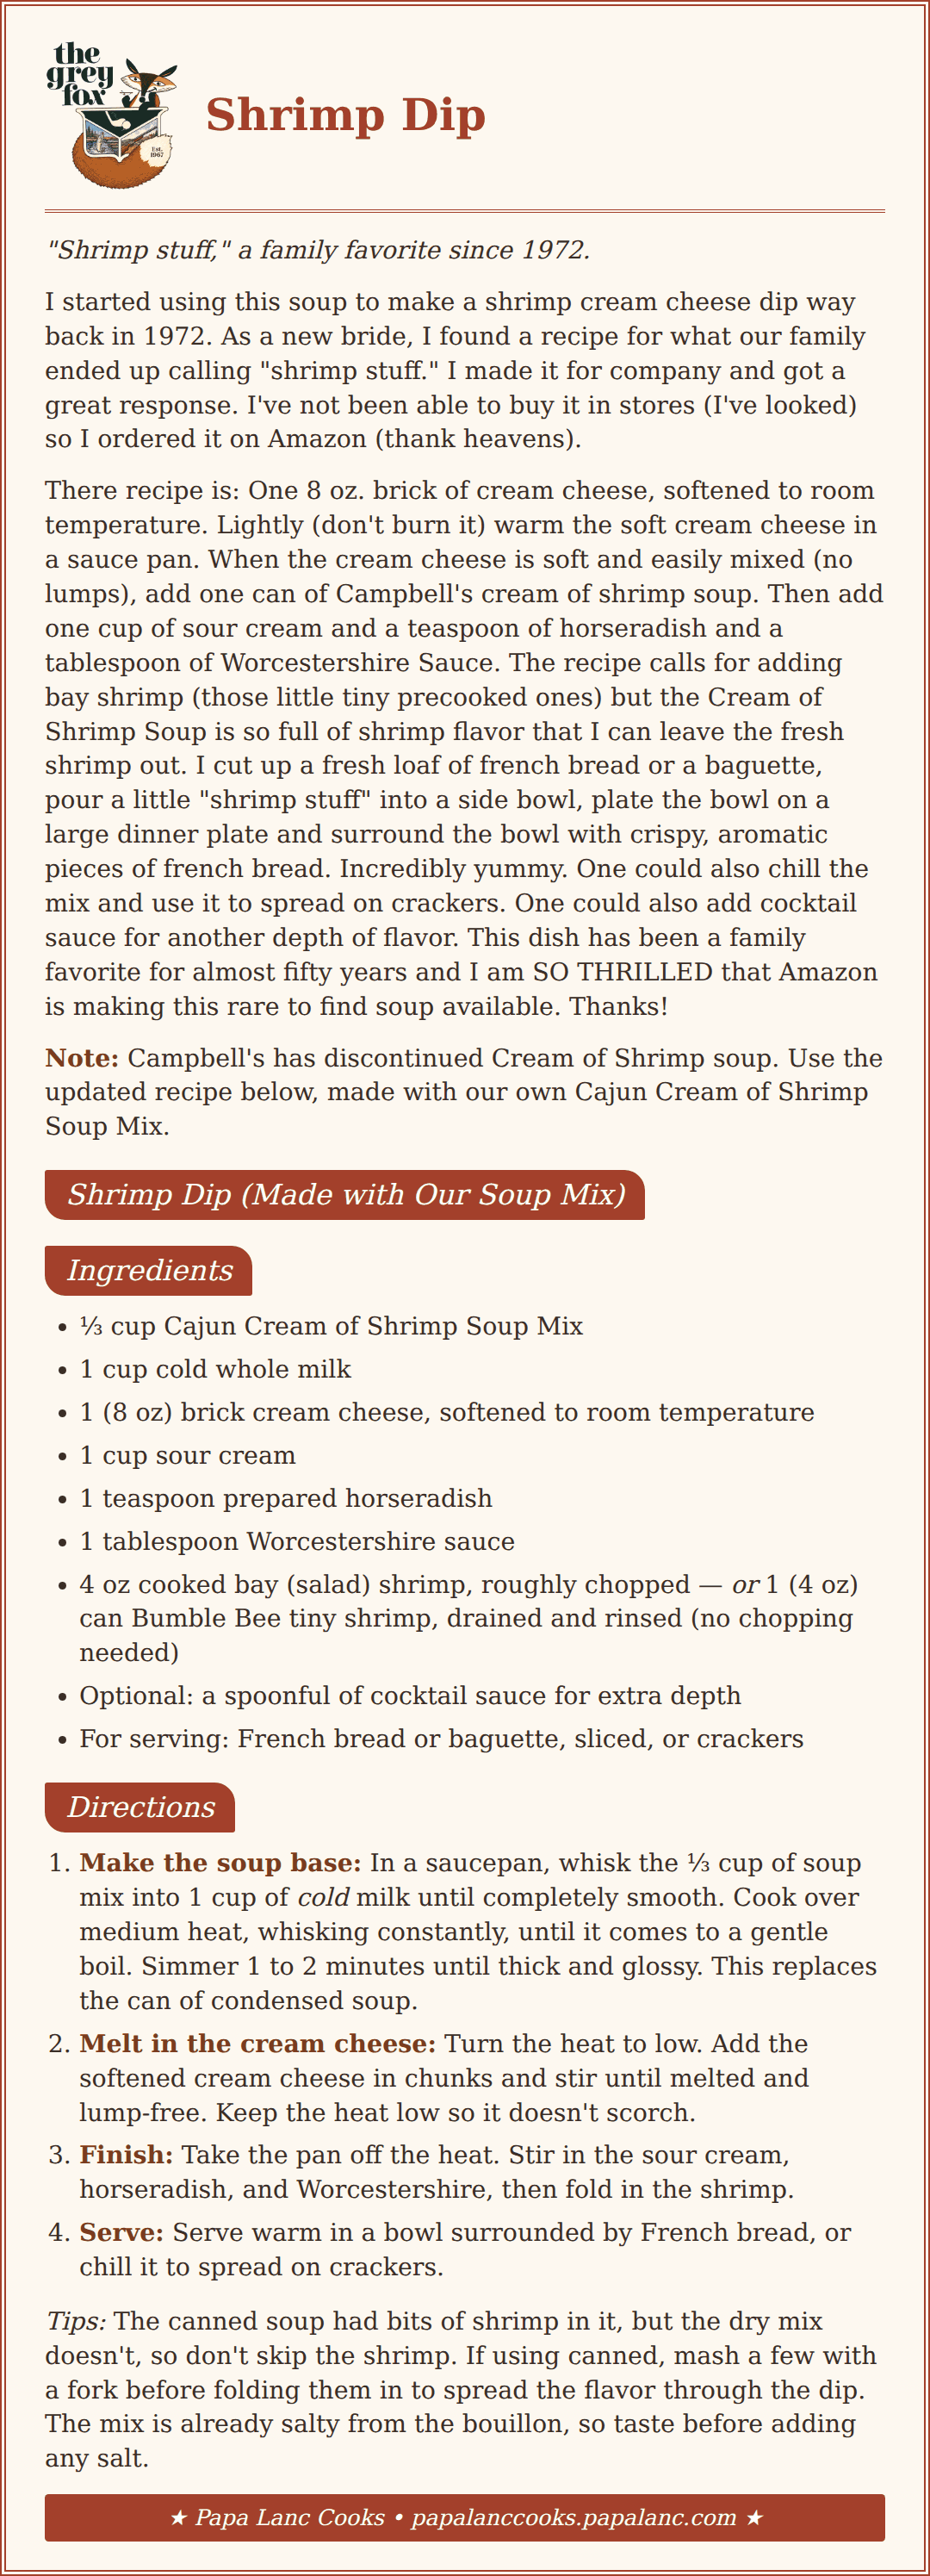 the
grey
fox
Est.
1967
Shrimp Dip
"Shrimp stuff," a family favorite since 1972.
I started using this soup to make a shrimp cream cheese dip way
back in 1972. As a new bride, I found a recipe for what our family
ended up calling "shrimp stuff." I made it for company and got a
great response. I've not been able to buy it in stores (I've looked)
so I ordered it on Amazon (thank heavens).
There recipe is: One 8 oz. brick of cream cheese, softened to room
temperature. Lightly (don't burn it) warm the soft cream cheese in
a sauce pan. When the cream cheese is soft and easily mixed (no
lumps), add one can of Campbell's cream of shrimp soup. Then add
one cup of sour cream and a teaspoon of horseradish and a
tablespoon of Worcestershire Sauce. The recipe calls for adding
bay shrimp (those little tiny precooked ones) but the Cream of
Shrimp Soup is so full of shrimp flavor that I can leave the fresh
shrimp out. I cut up a fresh loaf of french bread or a baguette,
pour a little "shrimp stuff" into a side bowl, plate the bowl on a
large dinner plate and surround the bowl with crispy, aromatic
pieces of french bread. Incredibly yummy. One could also chill the
mix and use it to spread on crackers. One could also add cocktail
sauce for another depth of flavor. This dish has been a family
favorite for almost fifty years and I am SO THRILLED that Amazon
is making this rare to find soup available. Thanks!
Note: Campbell's has discontinued Cream of Shrimp soup. Use the
updated recipe below, made with our own Cajun Cream of Shrimp
Soup Mix.
Shrimp Dip (Made with Our Soup Mix)
Ingredients
• ⅓ cup Cajun Cream of Shrimp Soup Mix
• 1 cup cold whole milk
• 1 (8 oz) brick cream cheese, softened to room temperature
• 1 cup sour cream
• 1 teaspoon prepared horseradish
• 1 tablespoon Worcestershire sauce
• 4 oz cooked bay (salad) shrimp, roughly chopped — or 1 (4 oz)
can Bumble Bee tiny shrimp, drained and rinsed (no chopping
needed)
• Optional: a spoonful of cocktail sauce for extra depth
• For serving: French bread or baguette, sliced, or crackers
Directions
1. Make the soup base: In a saucepan, whisk the ⅓ cup of soup
mix into 1 cup of cold milk until completely smooth. Cook over
medium heat, whisking constantly, until it comes to a gentle
boil. Simmer 1 to 2 minutes until thick and glossy. This replaces
the can of condensed soup.
2. Melt in the cream cheese: Turn the heat to low. Add the
softened cream cheese in chunks and stir until melted and
lump-free. Keep the heat low so it doesn't scorch.
3. Finish: Take the pan off the heat. Stir in the sour cream,
horseradish, and Worcestershire, then fold in the shrimp.
4. Serve: Serve warm in a bowl surrounded by French bread, or
chill it to spread on crackers.
Tips: The canned soup had bits of shrimp in it, but the dry mix
doesn't, so don't skip the shrimp. If using canned, mash a few with
a fork before folding them in to spread the flavor through the dip.
The mix is already salty from the bouillon, so taste before adding
any salt.
★ Papa Lanc Cooks • papalanccooks.papalanc.com ★